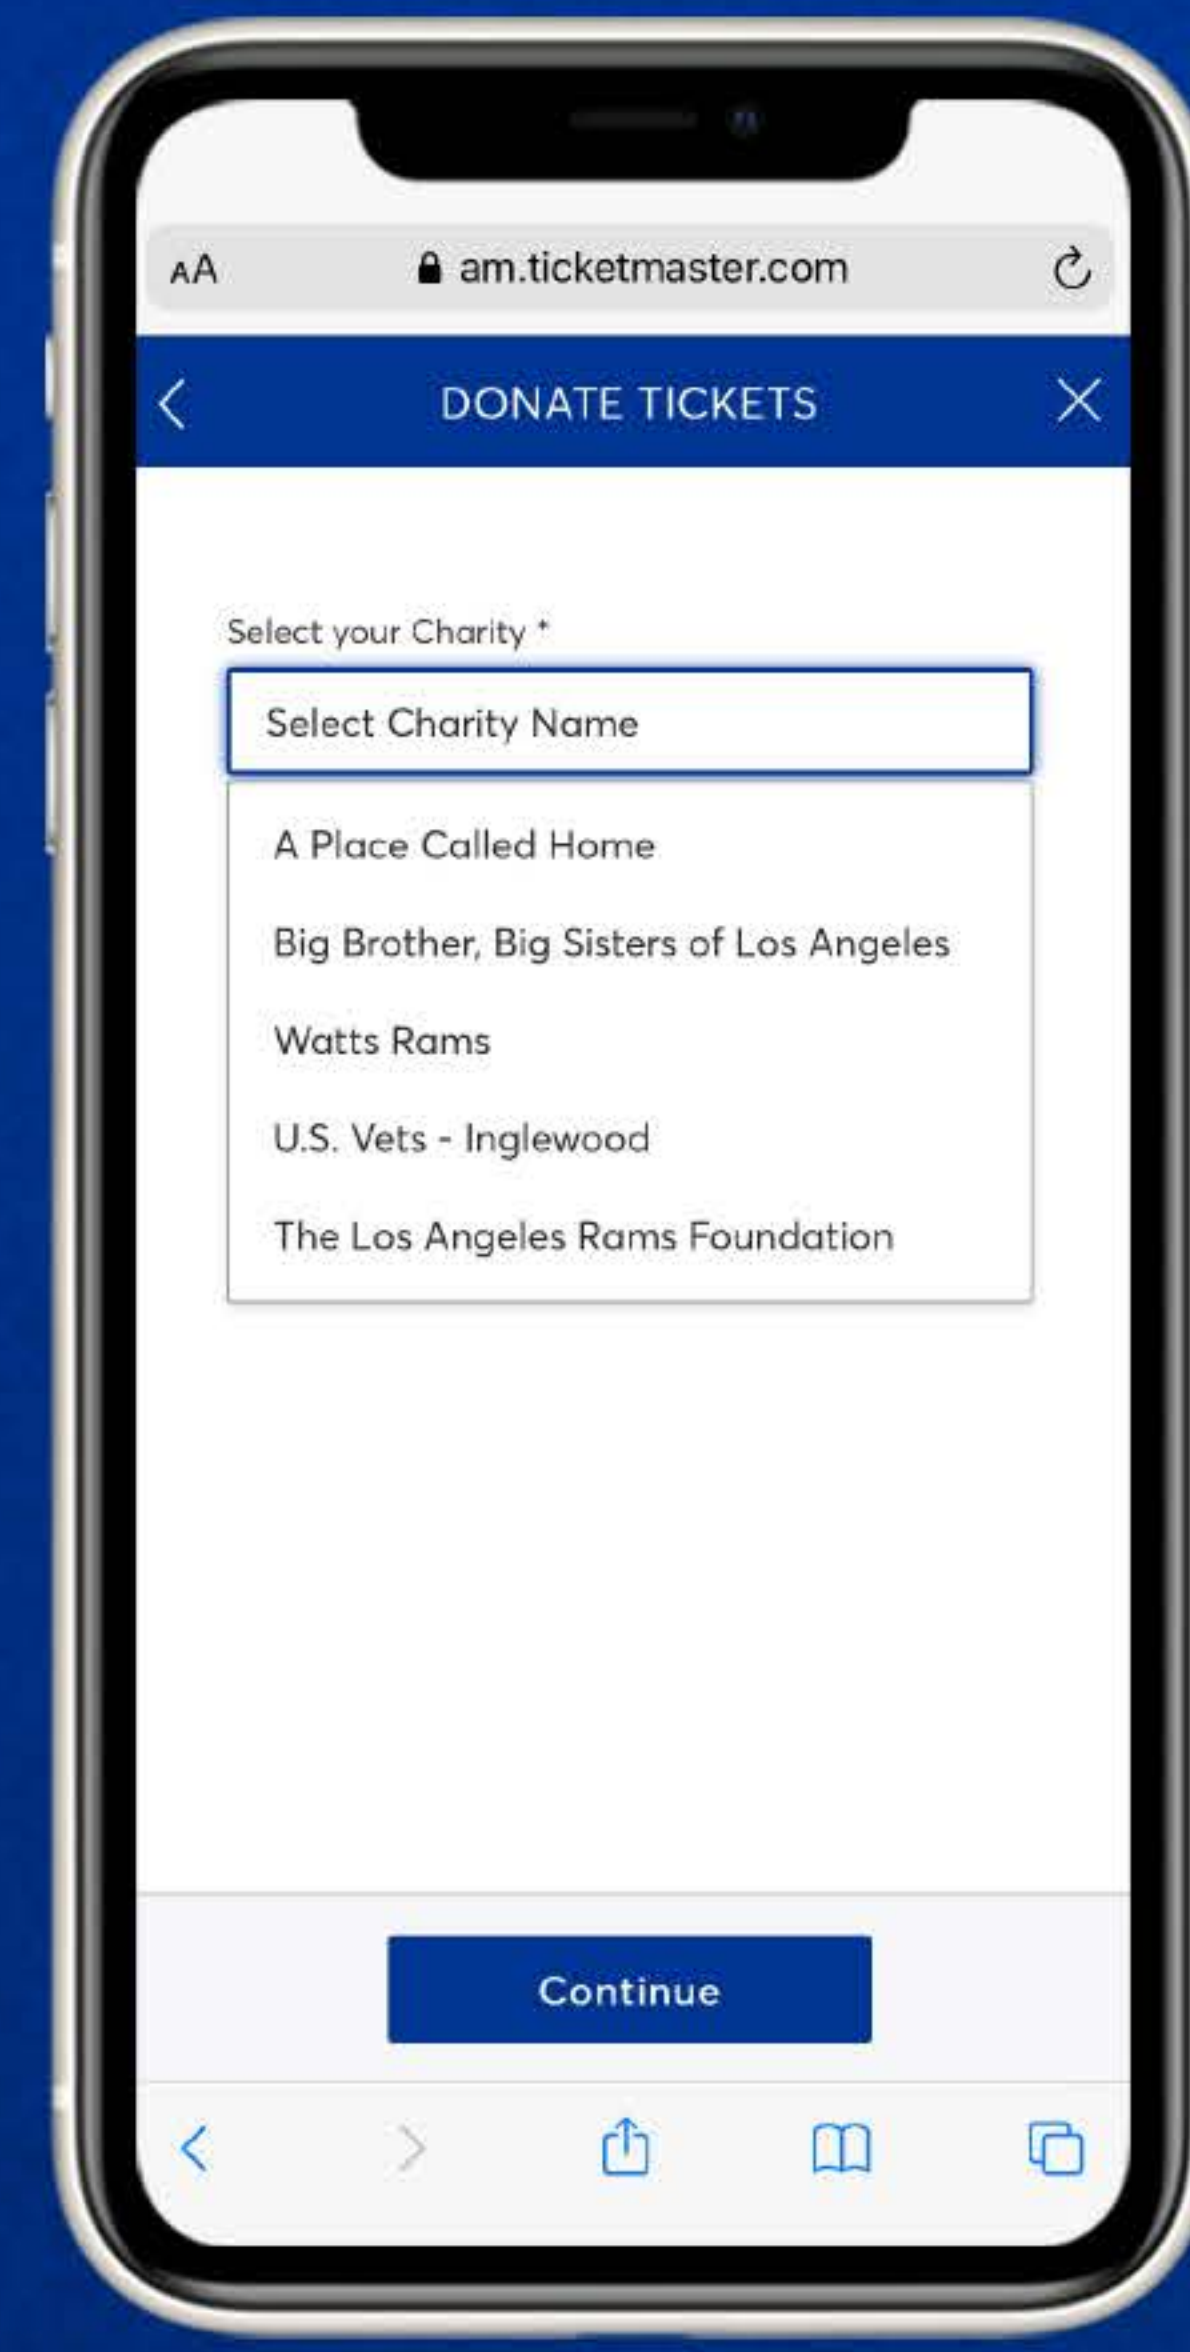 AA
am.ticketmaster.com
DONATE TICKETS
Select your Charity *
Select Charity Name
A Place Called Home
Big Brother, Big Sisters of Los Angeles
Watts Rams
U.S. Vets - Inglewood
The Los Angeles Rams Foundation
Continue